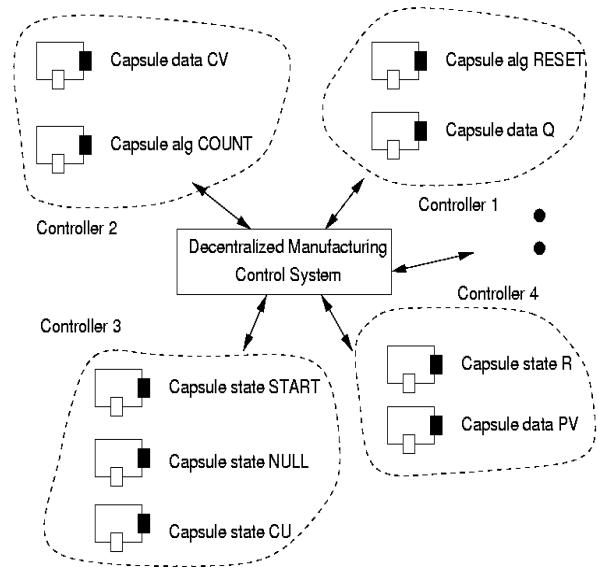 Capsule data CV
Capsule alg COUNT
Controller 2
Capsule alg RESET
Capsule data Q
Controller 1
Decentralized Manufacturing
Control System
Controller 3
Capsule state START
Capsule state NULL
Capsule state CU
Controller 4
Capsule state R
Capsule data PV